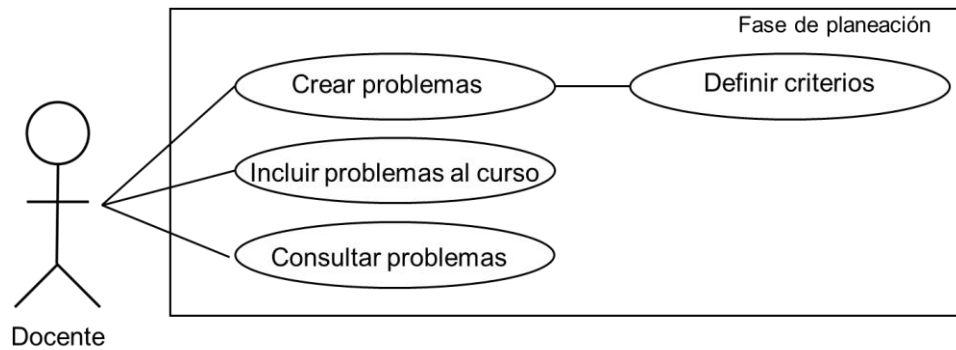 Fase de planeación
Crear problemas
Definir criterios
Incluir problemas al curso
Consultar problemas
Docente